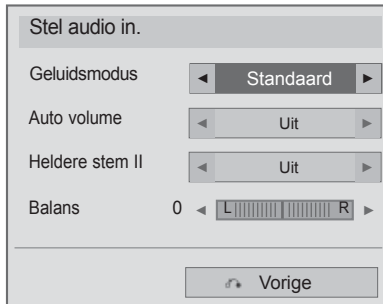 Stel audio in.
Geluidsmodus ◄ Standaard ►
Auto volume ◄ Uit ►
Heldere stem II ◄ Uit ►
Balans 0 ◄ L R ►
Vorige